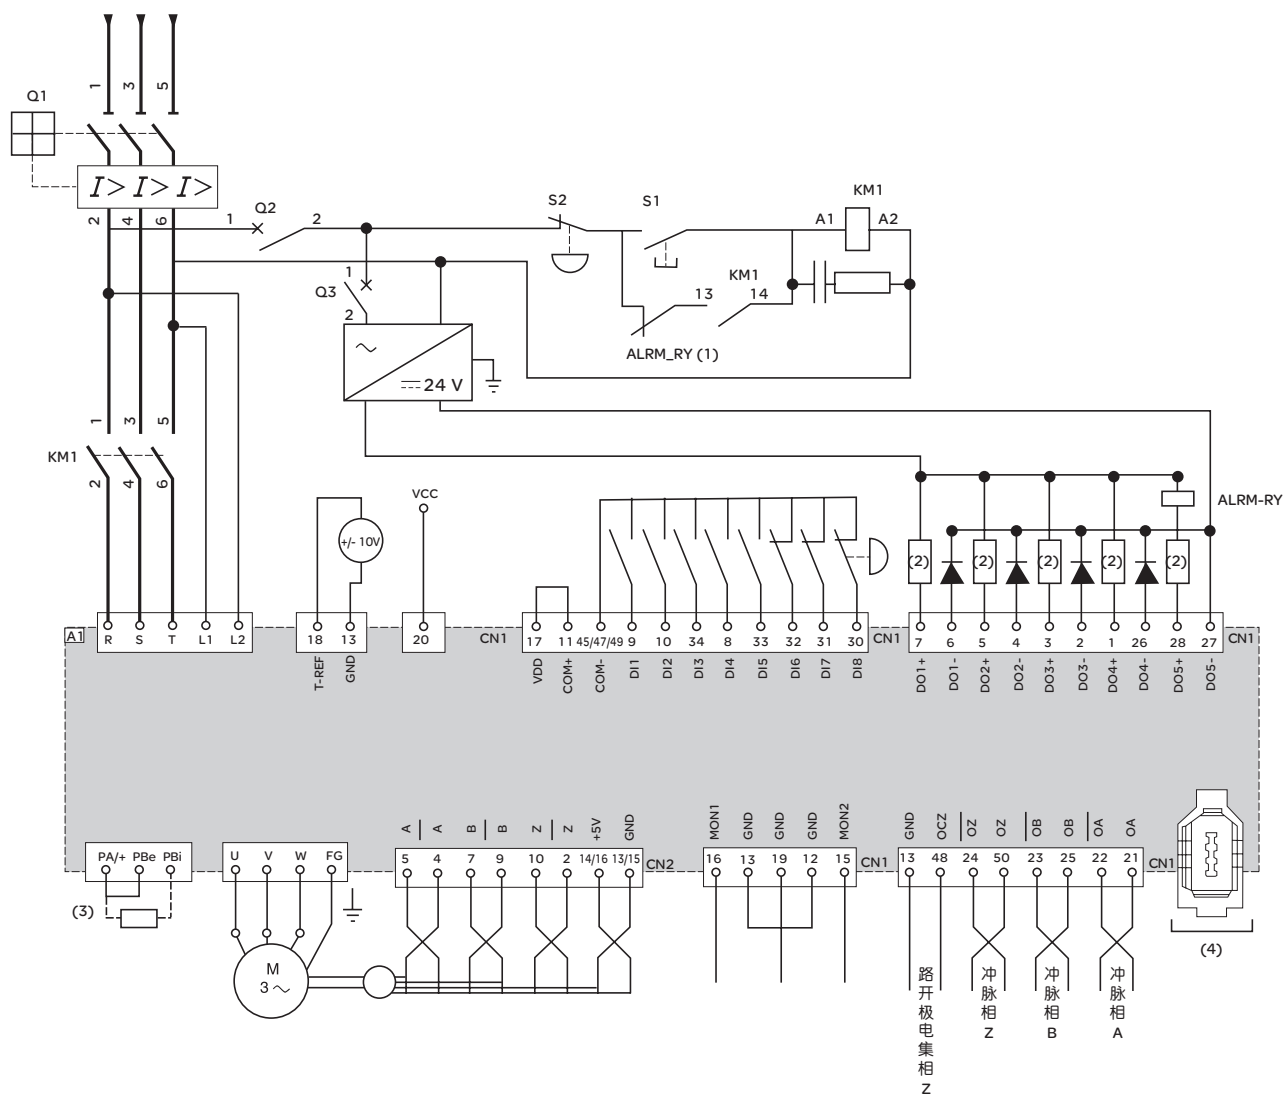 1 3 5
Q1
I> I> I>
2 4 6
1 Q2 2
S2
S1
KM1
A1 A2
1
Q3
2
KM1
13 14
ALRM_RY (1)
24 V
1 3 5
KM1
2 4 6
VCC
+/- 10V
ALRM-RY
(2) (2) (2) (2) (2)
A1
R S T L1 L2
18 13
20
CN1
17 11 45/47/49 9 10 34 8 33 32 31 30
CN1
7 6 5 4 3 2 1 26 28 27
CN1
T-REF GND
VDD COM+ COM- DI1 DI2 DI3 DI4 DI5 DI6 DI7 DI8
DO1+ DO1- DO2+ DO2- DO3+ DO3- DO4+ DO4- DO5+ DO5-
A A B B Z Z +5V GND
MON1 GND GND GND MON2
GND OCZ OZ OZ OB OB OA OA
PA/+ PBe PBi
U V W FG
5 4 7 9 10 2 14/16 13/15
CN2
16 13 19 12 15
CN1
13 48 24 50 23 25 22 21
CN1
(3)
(4)
M
3
路开极电集相Z
冲脉相Z
冲脉相B
冲脉相A